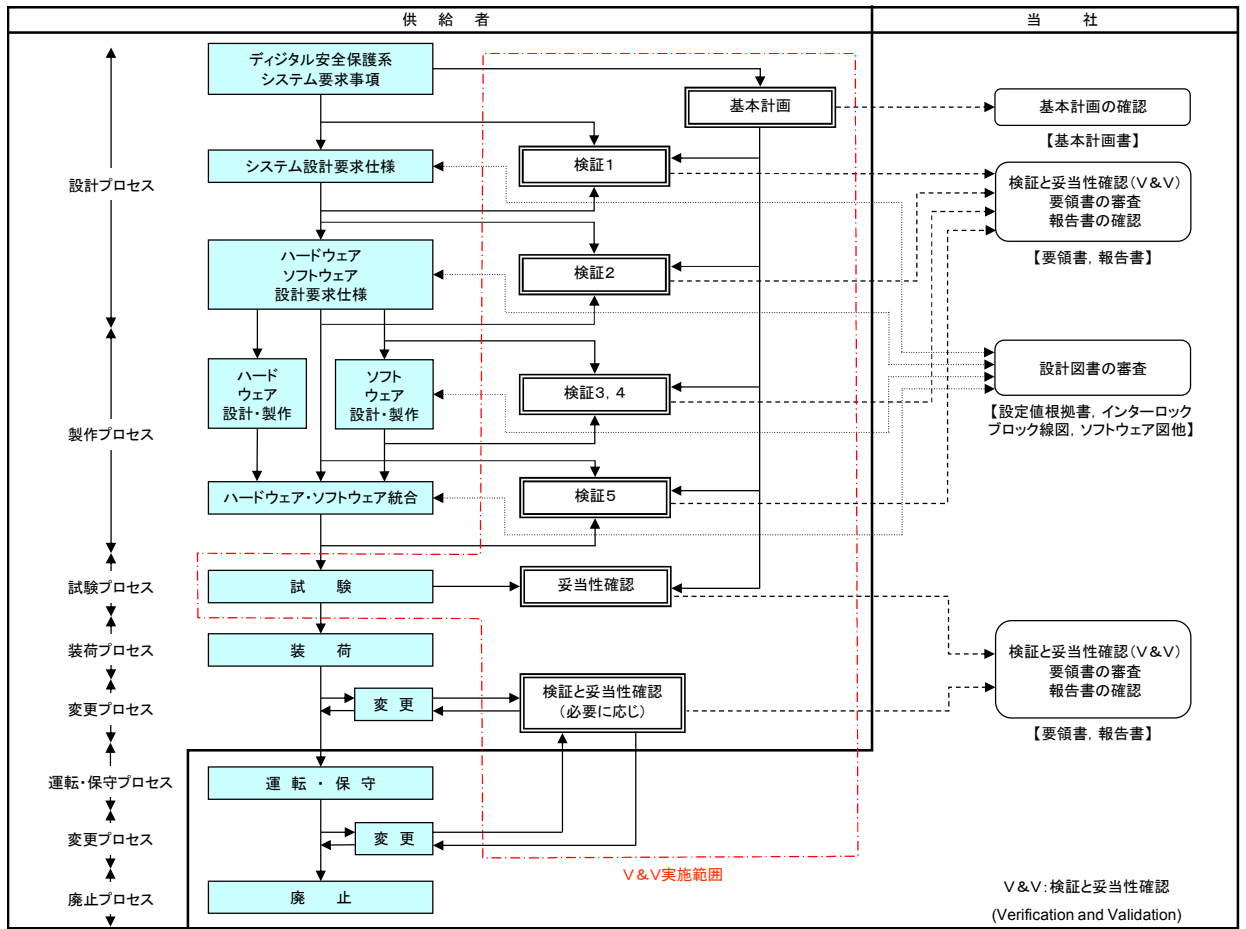 供 給 者
当 社
ディジタル安全保護系
システム要求事項
基本計画
基本計画の確認
【基本計画書】
設計プロセス
システム設計要求仕様
検証1
検証と妥当性確認(V&V)
要領書の審査
報告書の確認
【要領書, 報告書】
ハードウェア
ソフトウェア
設計要求仕様
検証2
製作プロセス
ハード
ウェア
設計・製作
ソフト
ウェア
設計・製作
検証3, 4
設計図書の審査
【設定値根拠書, インターロック
ブロック線図, ソフトウェア図他】
ハードウェア・ソフトウェア統合
検証5
試験プロセス
試 験
妥当性確認
装荷プロセス
装 荷
検証と妥当性確認(V&V)
要領書の審査
報告書の確認
【要領書, 報告書】
変更プロセス
変 更
検証と妥当性確認
(必要に応じ)
運転・保守プロセス
運 転 ・ 保 守
変更プロセス
変 更
V&V実施範囲
廃止プロセス
廃 止
V&V:検証と妥当性確認
(Verification and Validation)